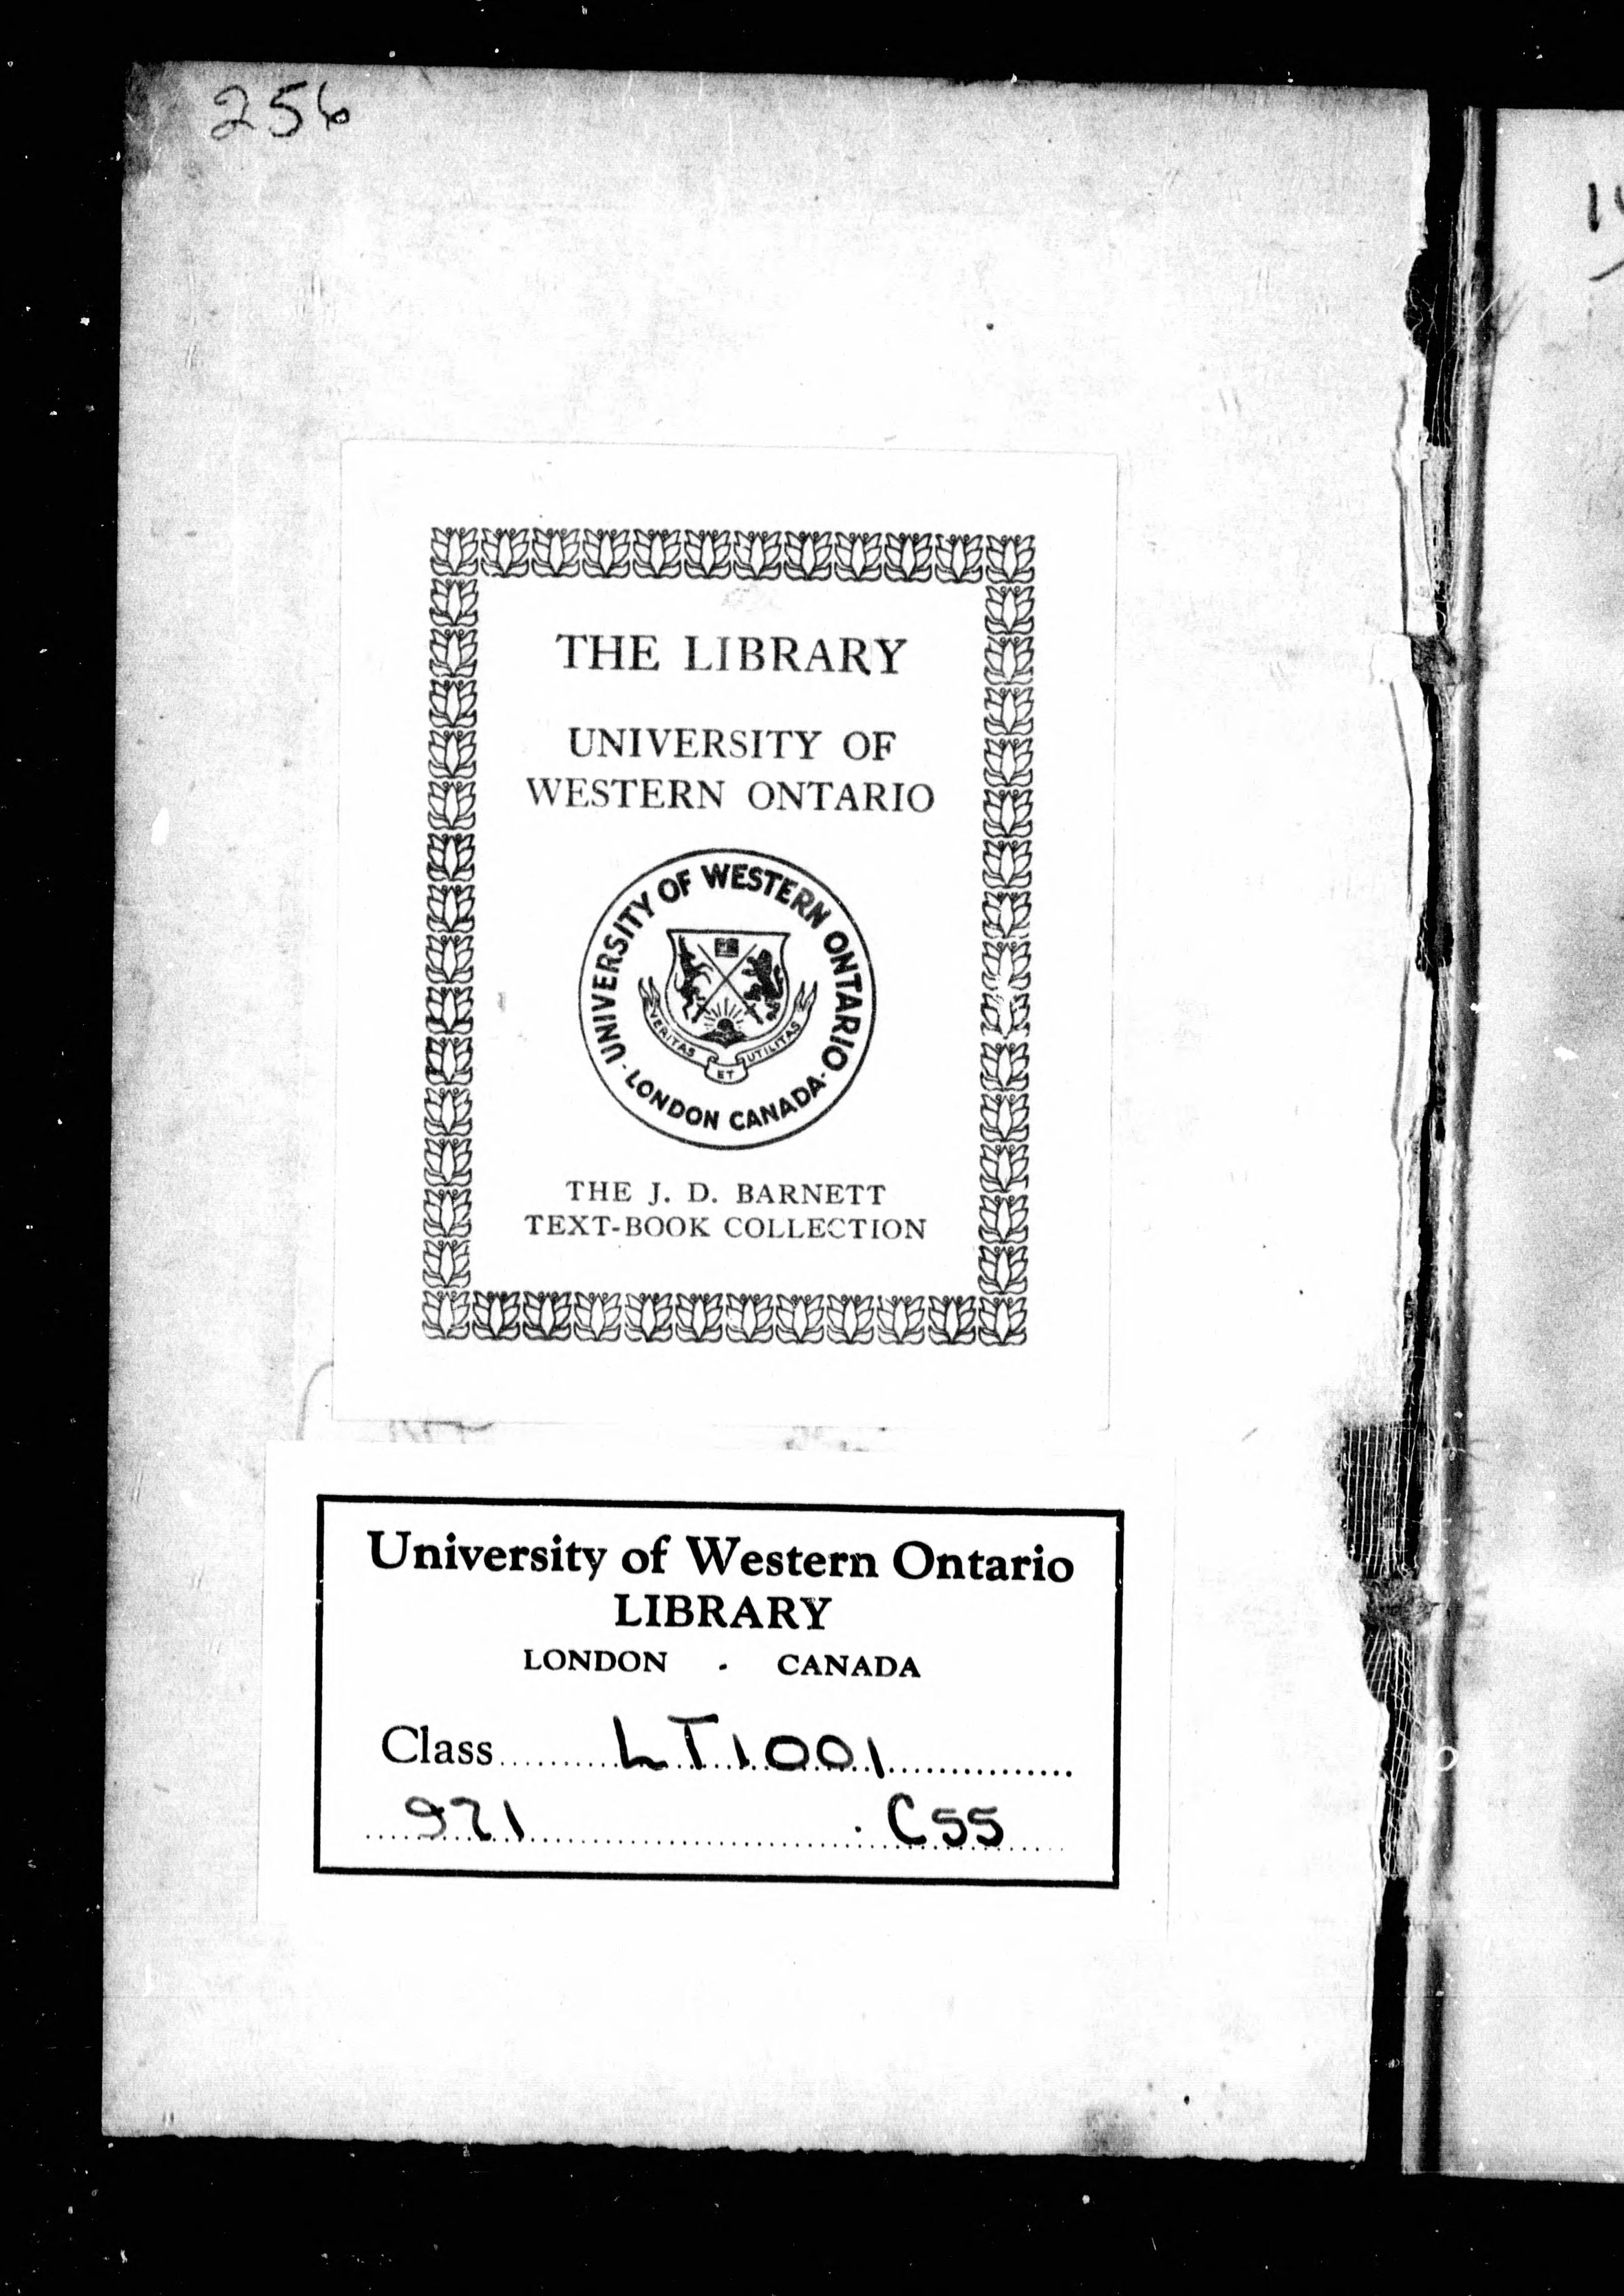 256
THE LIBRARY
UNIVERSITY OF
WESTERN ONTARIO
UNIVERSITY OF WESTERN ONTARIO
VERITAS ET UTILITAS
· LONDON CANADA ·
THE J. D. BARNETT
TEXT-BOOK COLLECTION
University of Western Ontario
LIBRARY
LONDON - CANADA
Class LT1001
971 .C55